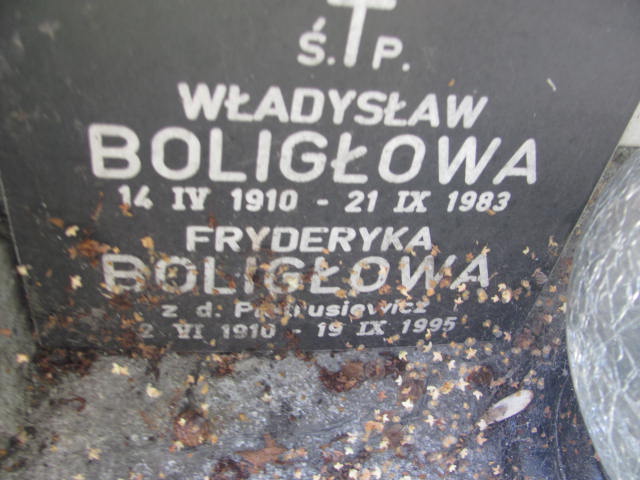 Ś.†P.
WŁADYSŁAW
BOLIGŁOWA
14 IV 1910 - 21 IX 1983
FRYDERYKA
BOLIGŁOWA
z d.
2 VI 1910 - 19 IX 1995